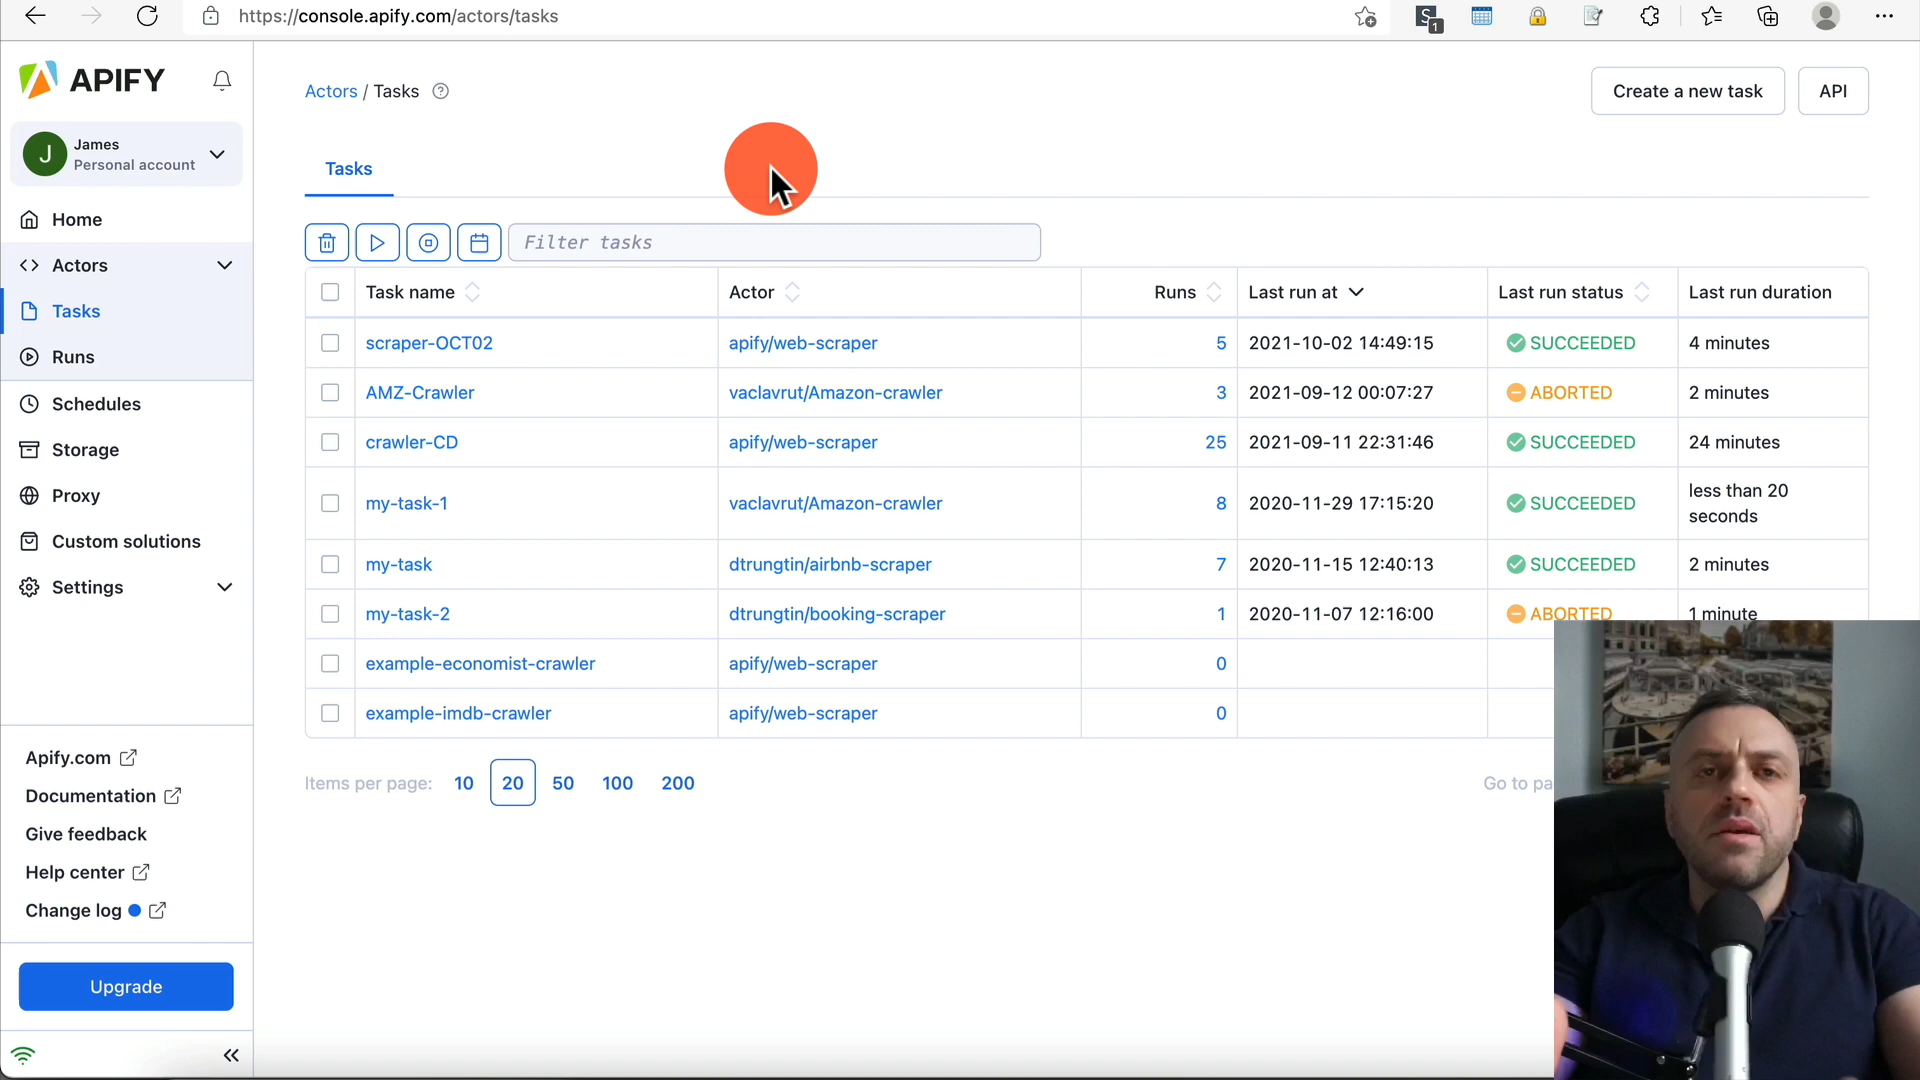 https://console.apify.com/actors/tasks
S 1
APIFY
J
James
Personal account
Home
Actors
Tasks
Runs
Schedules
Storage
Proxy
Custom solutions
Settings
Apify.com
Documentation
Give feedback
Help center
Change log
Upgrade
Actors / Tasks ?
Create a new task
API
Tasks
Filter tasks
Task name Actor Runs Last run at Last run status Last run duration
scraper-OCT02 apify/web-scraper 5 2021-10-02 14:49:15 SUCCEEDED 4 minutes
AMZ-Crawler vaclavrut/Amazon-crawler 3 2021-09-12 00:07:27 ABORTED 2 minutes
crawler-CD apify/web-scraper 25 2021-09-11 22:31:46 SUCCEEDED 24 minutes
my-task-1 vaclavrut/Amazon-crawler 8 2020-11-29 17:15:20 SUCCEEDED less than 20
seconds
my-task dtrungtin/airbnb-scraper 7 2020-11-15 12:40:13 SUCCEEDED 2 minutes
my-task-2 dtrungtin/booking-scraper 1 2020-11-07 12:16:00 ABORTED 1 minute
example-economist-crawler apify/web-scraper 0
example-imdb-crawler apify/web-scraper 0
Items per page: 10 20 50 100 200
Go to pa